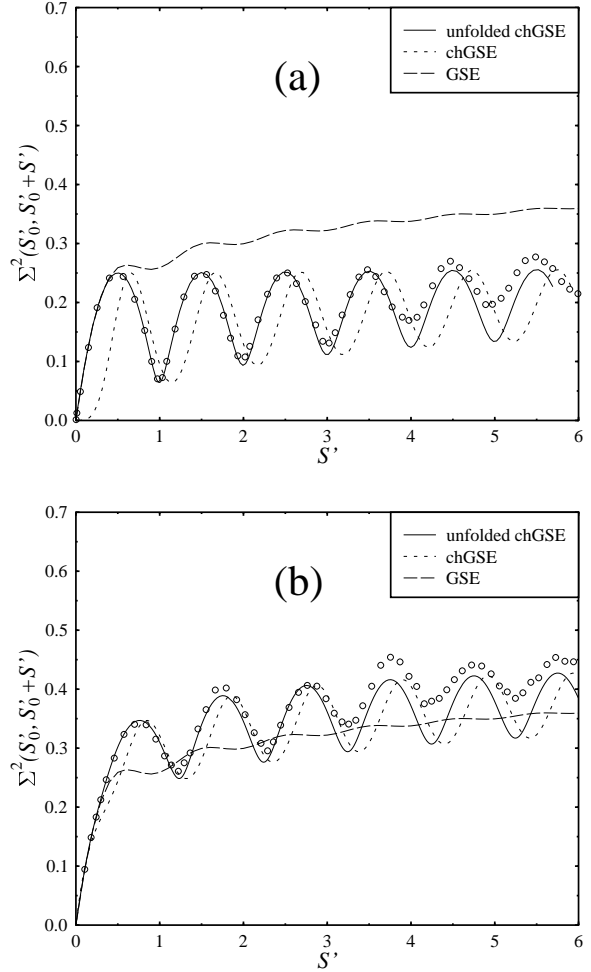 0.7
0.6
0.5
0.4
0.3
0.2
0.1
0.0
Σ²(S'₀, S'₀+S')
(a)
unfolded chGSE
chGSE
GSE
0 1 2 3 4 5 6
S'
0.7
0.6
0.5
0.4
0.3
0.2
0.1
0.0
Σ²(S'₀, S'₀+S')
(b)
unfolded chGSE
chGSE
GSE
0 1 2 3 4 5 6
S'